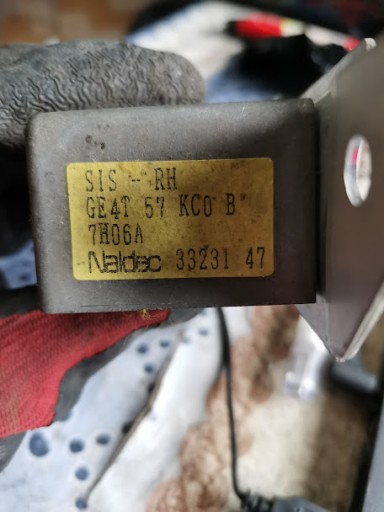 SIS - RH
GE4T 57 KC0 B
7H06A
Naldec 33231 47